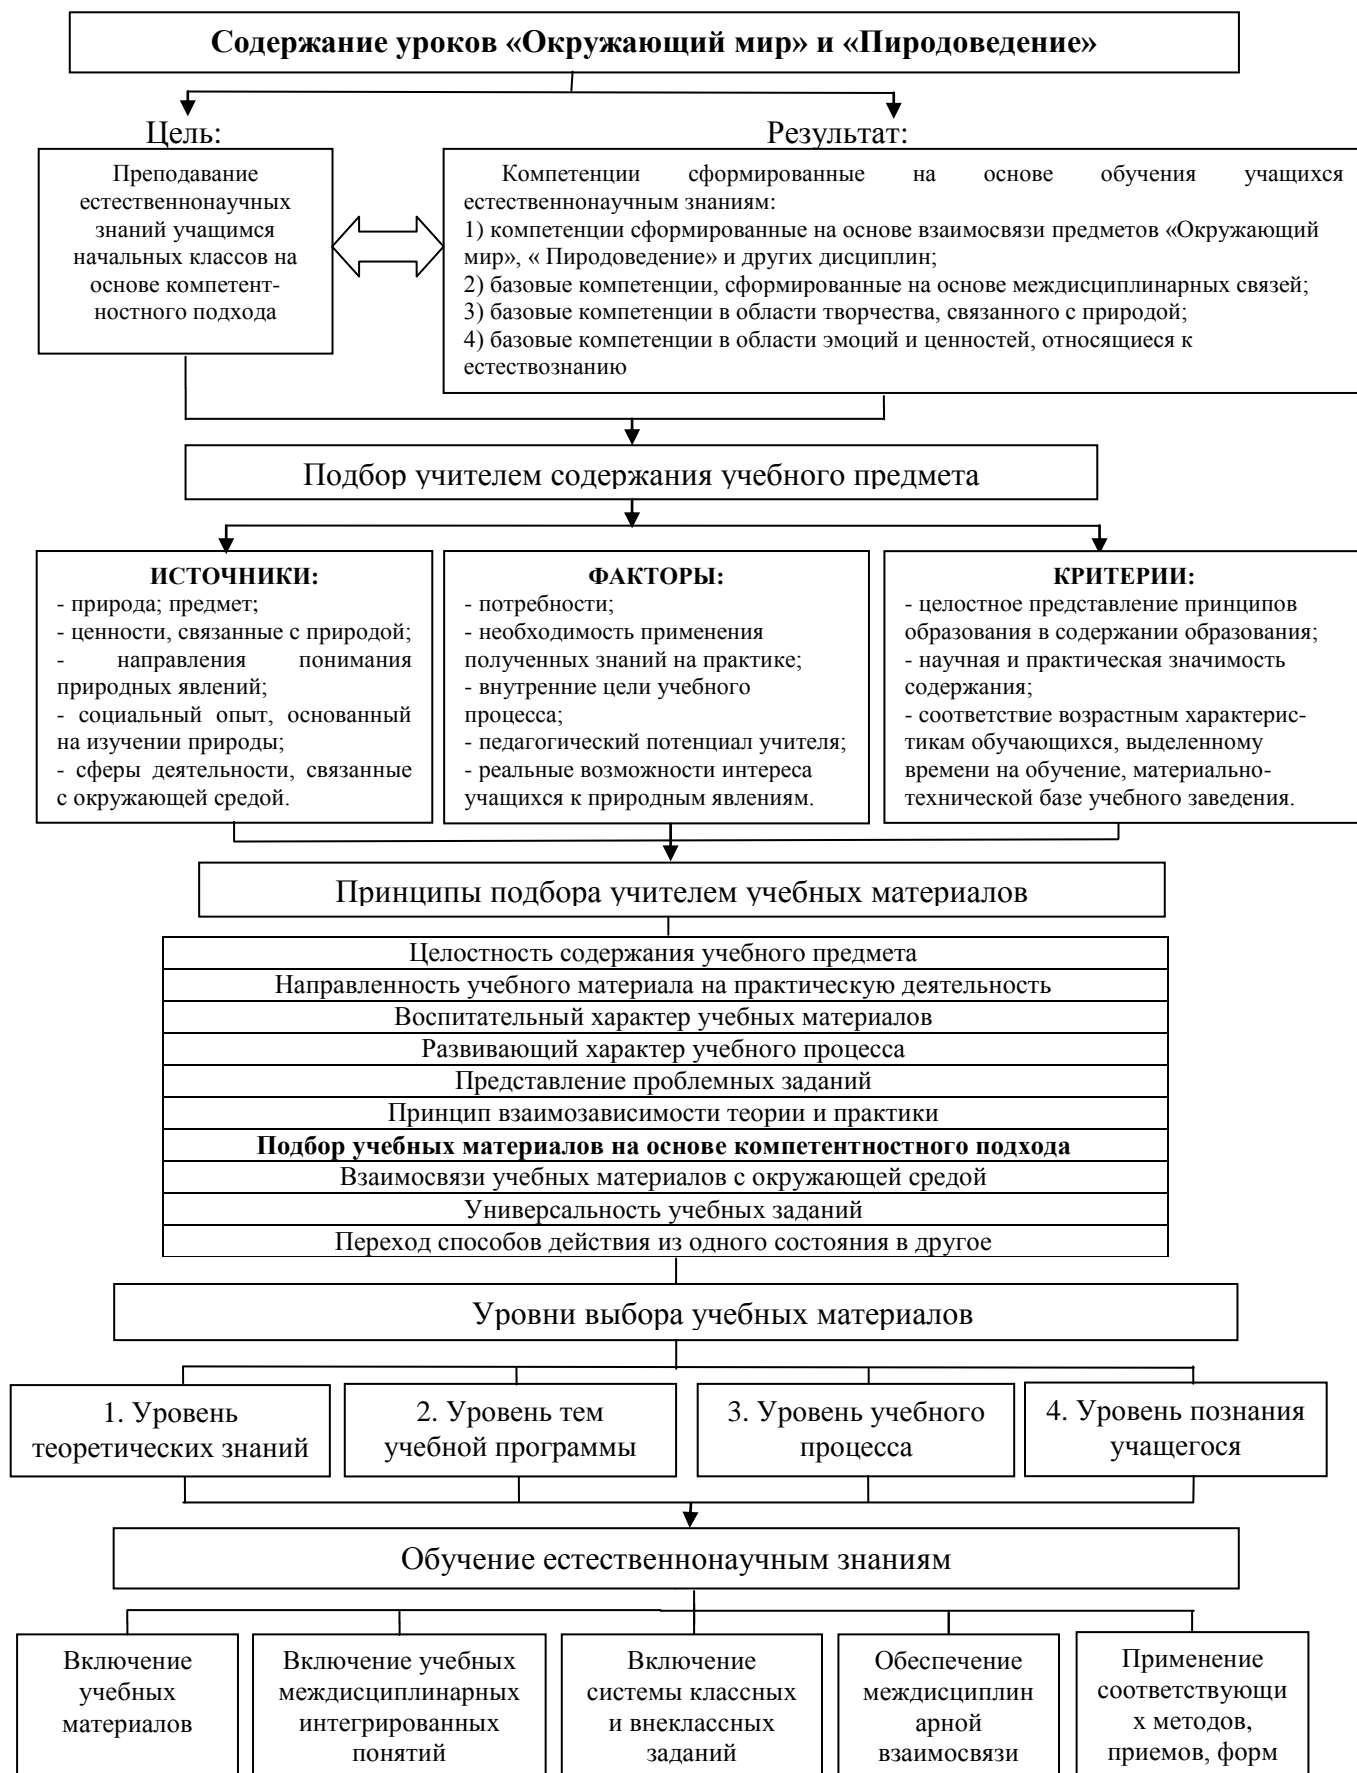 Содержание уроков «Окружающий мир» и «Пиродоведение»
Цель:
Результат:
Преподавание
естественнонаучных
знаний учащимся
начальных классов на
основе компетент-
ностного подхода
Компетенции сформированные на основе обучения учащихся
естественнонаучным знаниям:
1) компетенции сформированные на основе взаимосвязи предметов «Окружающий
мир», « Пиродоведение» и других дисциплин;
2) базовые компетенции, сформированные на основе междисциплинарных связей;
3) базовые компетенции в области творчества, связанного с природой;
4) базовые компетенции в области эмоций и ценностей, относящиеся к
естествознанию
Подбор учителем содержания учебного предмета
ИСТОЧНИКИ:
- природа; предмет;
- ценности, связанные с природой;
- направления понимания
природных явлений;
- социальный опыт, основанный
на изучении природы;
- сферы деятельности, связанные
с окружающей средой.
ФАКТОРЫ:
- потребности;
- необходимость применения
полученных знаний на практике;
- внутренние цели учебного
процесса;
- педагогический потенциал учителя;
- реальные возможности интереса
учащихся к природным явлениям.
КРИТЕРИИ:
- целостное представление принципов
образования в содержании образования;
- научная и практическая значимость
содержания;
- соответствие возрастным характерис-
тикам обучающихся, выделенному
времени на обучение, материально-
технической базе учебного заведения.
Принципы подбора учителем учебных материалов
Целостность содержания учебного предмета
Направленность учебного материала на практическую деятельность
Воспитательный характер учебных материалов
Развивающий характер учебного процесса
Представление проблемных заданий
Принцип взаимозависимости теории и практики
Подбор учебных материалов на основе компетентностного подхода
Взаимосвязи учебных материалов с окружающей средой
Универсальность учебных заданий
Переход способов действия из одного состояния в другое
Уровни выбора учебных материалов
1. Уровень
теоретических знаний
2. Уровень тем
учебной программы
3. Уровень учебного
процесса
4. Уровень познания
учащегося
Обучение естественнонаучным знаниям
Включение
учебных
материалов
Включение учебных
междисциплинарных
интегрированных
понятий
Включение
системы классных
и внеклассных
заданий
Обеспечение
междисциплин
арной
взаимосвязи
Применение
соответствующи
х методов,
приемов, форм